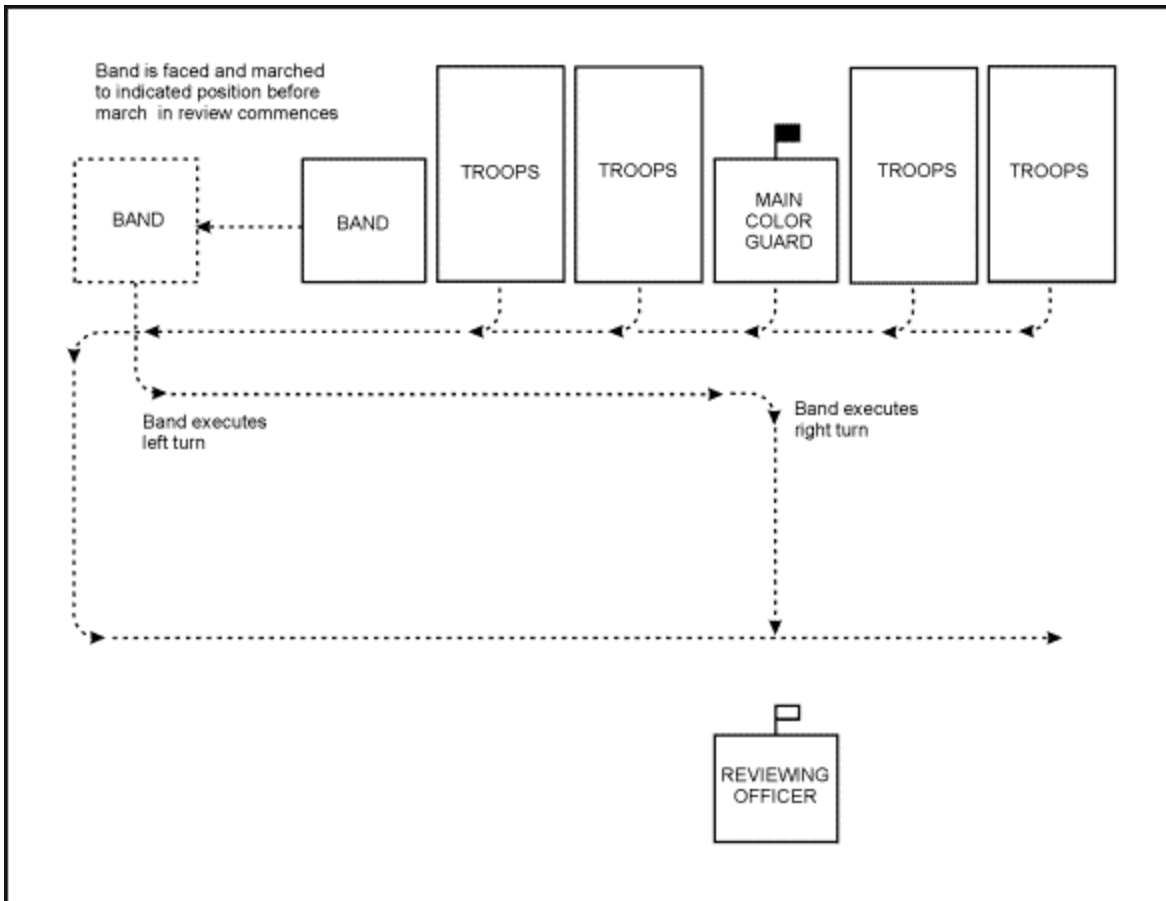 Band is faced and marched
to indicated position before
march in review commences
BAND
BAND
TROOPS
TROOPS
MAIN
COLOR
GUARD
TROOPS
TROOPS
Band executes
left turn
Band executes
right turn
REVIEWING
OFFICER